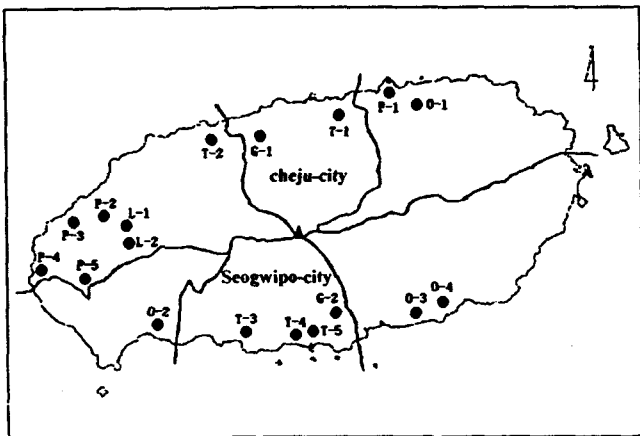 P-1
O-1
T-1
T-2
G-1
cheju-city
P-2
L-1
P-3
L-2
P-4
P-5
Seogwipo-city
G-2
O-3
O-4
O-2
T-3
T-4
T-5